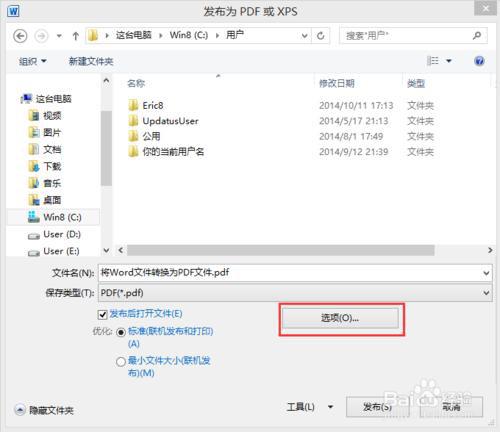 发布为 PDF 或 XPS
这台电脑 Win8 (C:) 用户
搜索"用户"
组织 新建文件夹
名称 修改日期 类型
这台电脑
视频
图片
文档
下载
音乐
桌面
Win8 (C:)
User (D:)
User (E:)
Eric8 2014/10/11 17:13 文件夹
UpdatusUser 2014/5/17 21:13 文件夹
公用 2014/8/1 17:49 文件夹
你的当前用户名 2014/9/12 21:39 文件夹
文件名(N): 将Word文件转换为PDF文件.pdf
保存类型(T): PDF(*.pdf)
发布后打开文件(E)
选项(O)...
优化: 标准(联机发布和打印)
(A)
最小文件大小(联机发
布)(M)
隐藏文件夹 工具(L) 发布(S) 取消
Baidu经验